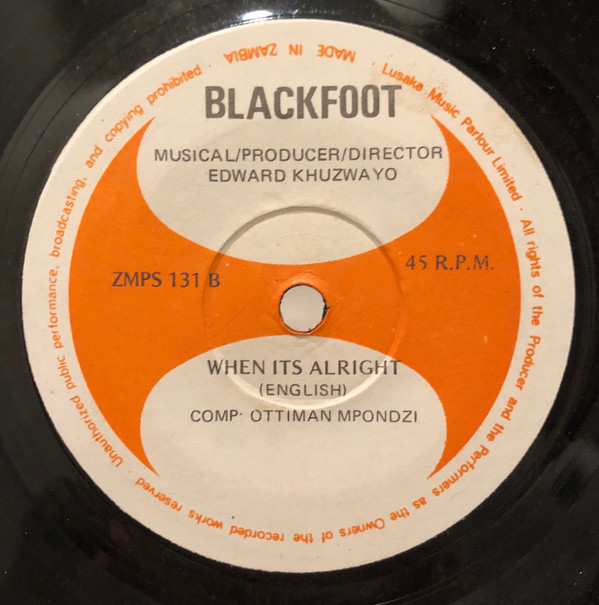 BLACKFOOT
MUSICAL/PRODUCER/DIRECTOR
EDWARD KHUZWAYO
ZMPS 131 B
45 R.P.M.
WHEN ITS ALRIGHT
(ENGLISH)
COMP· OTTIMAN MPONDZI
Lusaka Music Parlour Limited · All rights of the Producer and the Performers as the Owners of the recorded works reserved · Unauthorized public performance, broadcasting, and copying prohibited · MADE IN ZAMBIA